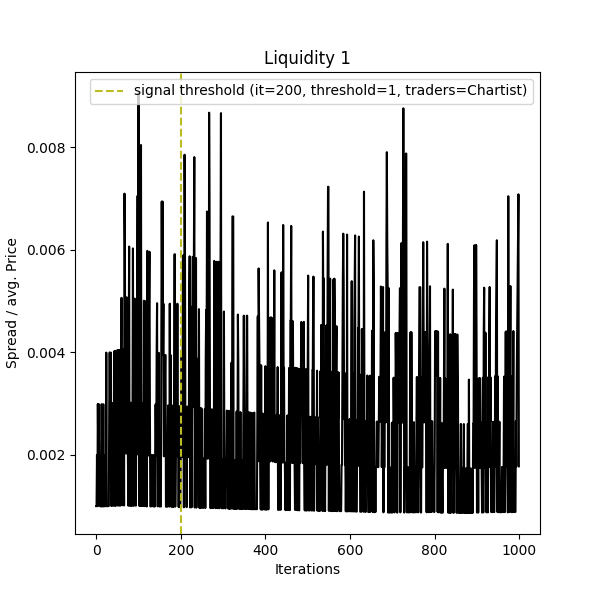 Liquidity 1
signal threshold (it=200, threshold=1, traders=Chartist)
Spread / avg. Price
0.008
0.006
0.004
0.002
0
200
400
600
800
1000
Iterations